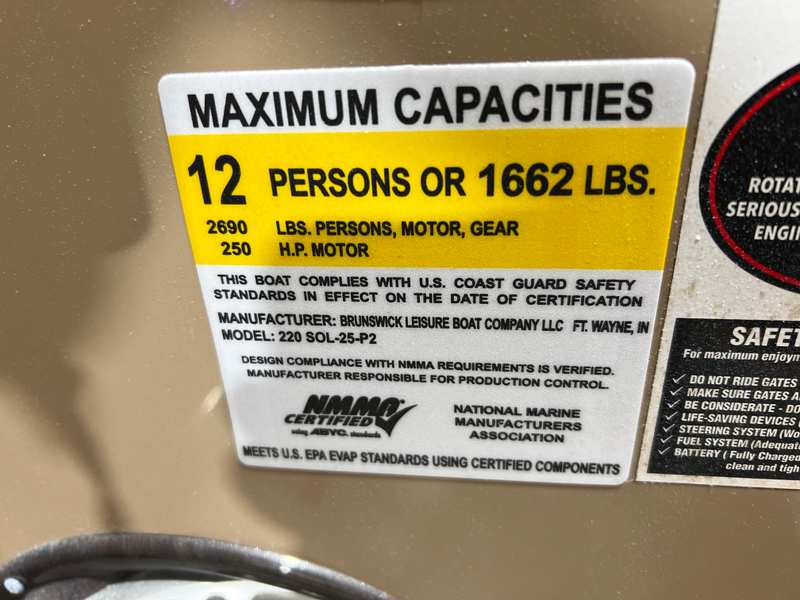 MAXIMUM CAPACITIES
12 PERSONS OR 1662 LBS.
2690 LBS. PERSONS, MOTOR, GEAR
250 H.P. MOTOR
THIS BOAT COMPLIES WITH U.S. COAST GUARD SAFETY
STANDARDS IN EFFECT ON THE DATE OF CERTIFICATION
MANUFACTURER: BRUNSWICK LEISURE BOAT COMPANY LLC FT. WAYNE, IN
MODEL: 220 SOL-25-P2
DESIGN COMPLIANCE WITH NMMA REQUIREMENTS IS VERIFIED.
MANUFACTURER RESPONSIBLE FOR PRODUCTION CONTROL.
NMMA
CERTIFIED
using ABYC. standards
NATIONAL MARINE
MANUFACTURERS
ASSOCIATION
MEETS U.S. EPA EVAP STANDARDS USING CERTIFIED COMPONENTS
ROTAT
SERIOUS
ENGI
SAFET
For maximum enjoym
DO NOT RIDE GATES
MAKE SURE GATES A
BE CONSIDERATE - DO
LIFE-SAVING DEVICES
STEERING SYSTEM (Wo
FUEL SYSTEM (Adequat
BATTERY ( Fully Charged
clean and tigh